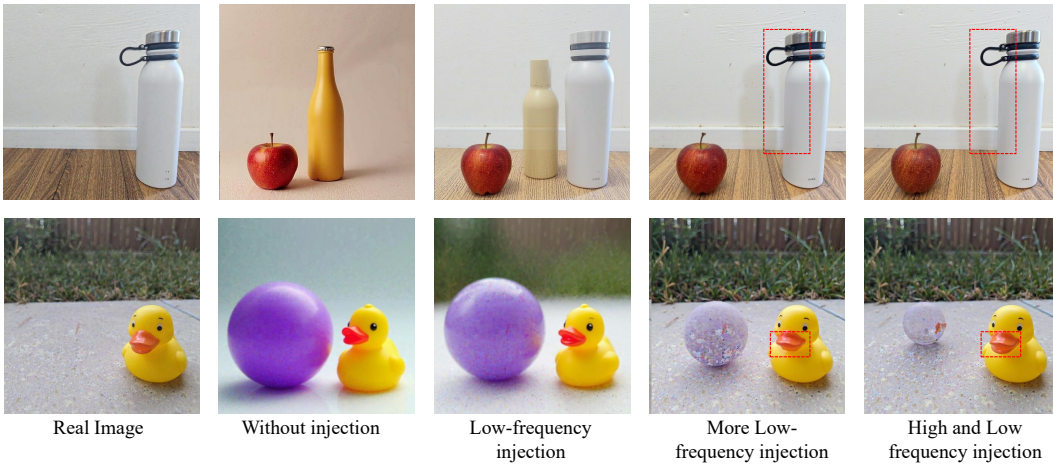 Real Image
Without injection
Low-frequency
injection
More Low-
frequency injection
High and Low
frequency injection